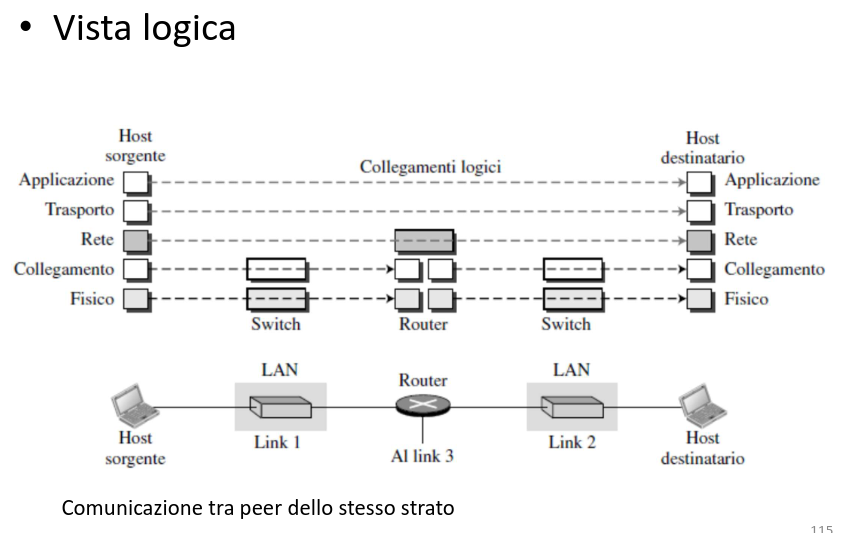 • Vista logica
Host
sorgente
Host
destinatario
Collegamenti logici
Applicazione
Applicazione
Trasporto
Trasporto
Rete
Rete
Collegamento
Collegamento
Fisico
Fisico
Switch
Router
Switch
LAN
Router
LAN
Host
sorgente
Link 1
Al link 3
Link 2
Host
destinatario
Comunicazione tra peer dello stesso strato
115